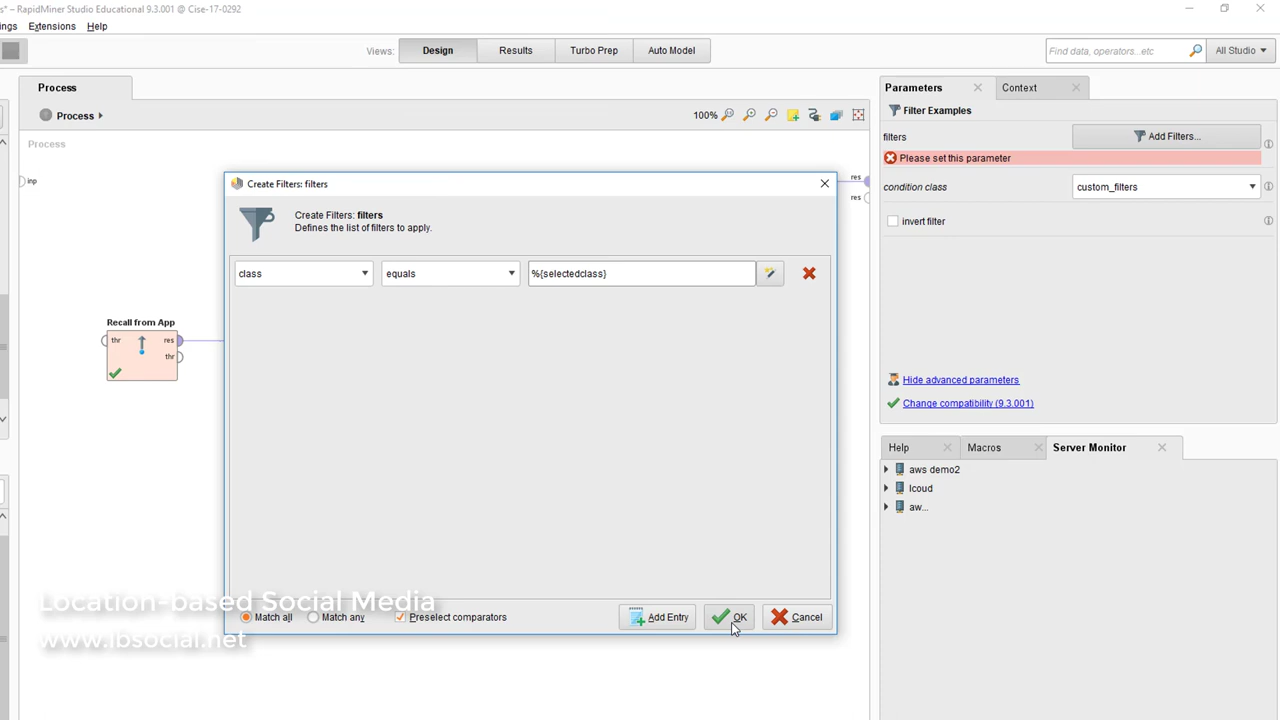 s* – RapidMiner Studio Educational 9.3.001 @ Cise-17-0292
ngs Extensions Help
Views: Design Results Turbo Prep Auto Model
Find data, operators...etc All Studio
Process
Parameters Context
Process
100%
Filter Examples
Process
filters Add Filters...
Please set this parameter
inp
res
res
condition class custom_filters
invert filter
Create Filters: filters
Create Filters: filters
Defines the list of filters to apply.
class equals %{selectedclass}
Recall from App
thr res
thr
Hide advanced parameters
Change compatibility (9.3.001)
Help Macros Server Monitor
aws demo2
lcoud
aw...
Match all Match any Preselect comparators Add Entry OK Cancel
Location-based Social Media
www.lbsocial.net